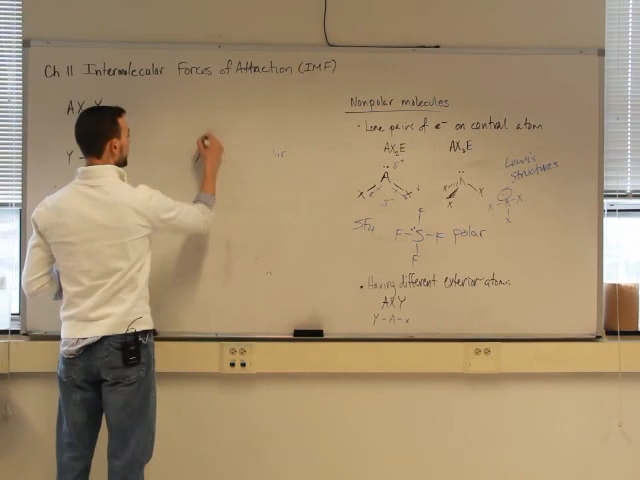 Ch 11 Intermolecular Forces of Attraction (IMF)
AX Y
Y -
Nonpolar molecules
• Lone pairs of e⁻ on central atom
AX₂E AX₃E
δ⁺
A
X X
δ⁻
X X
X
Lewis
structures
X-A-X
X
SF₄
F
F-S-F polar
F
• Having different exterior atoms
AXY
Y-A-X